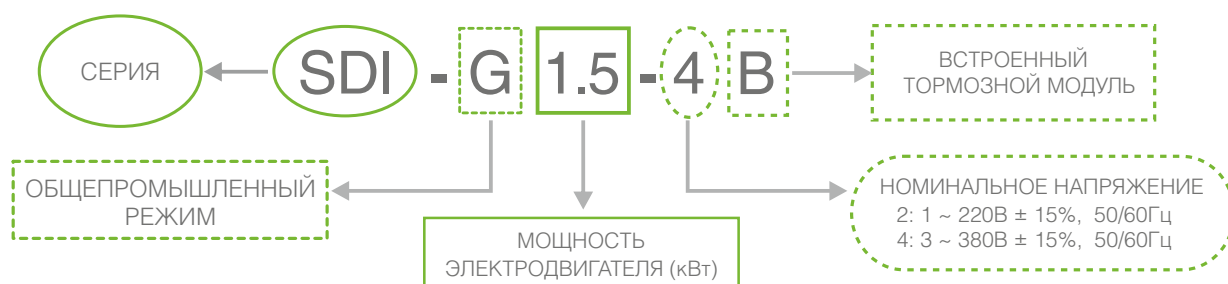 СЕРИЯ
SDI - G 1.5 - 4 B
ВСТРОЕННЫЙ
ТОРМОЗНОЙ МОДУЛЬ
ОБЩЕПРОМЫШЛЕННЫЙ
РЕЖИМ
МОЩНОСТЬ
ЭЛЕКТРОДВИГАТЕЛЯ (кВт)
НОМИНАЛЬНОЕ НАПРЯЖЕНИЕ
2: 1 ~ 220В ± 15%, 50/60Гц
4: 3 ~ 380В ± 15%, 50/60Гц